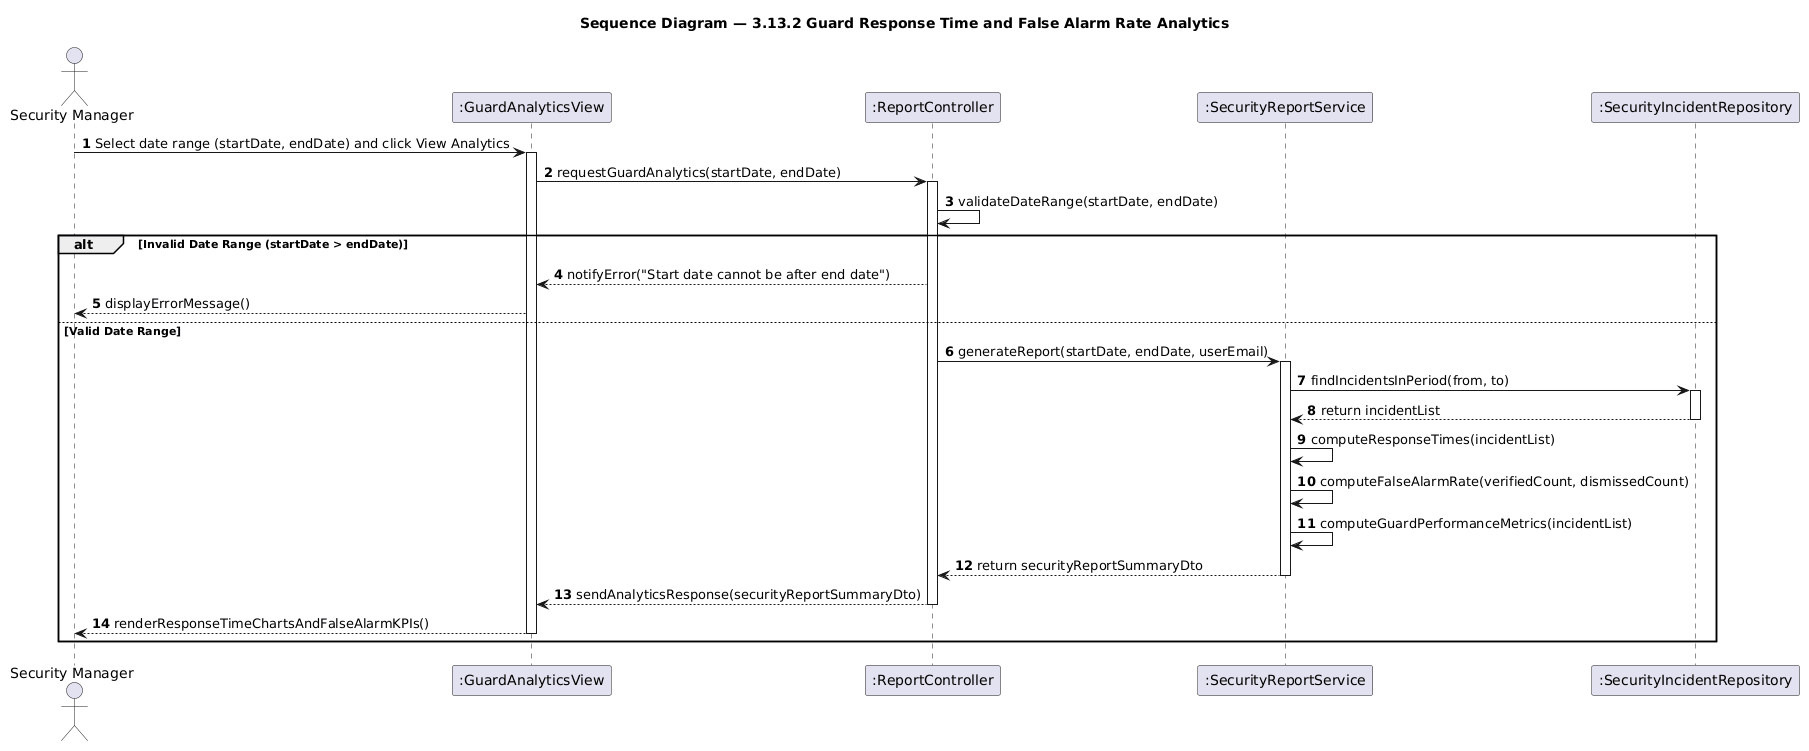 Sequence Diagram — 3.13.2 Guard Response Time and False Alarm Rate Analytics
Security Manager
:GuardAnalyticsView
:ReportController
:SecurityReportService
:SecurityIncidentRepository
1 Select date range (startDate, endDate) and click View Analytics
2 requestGuardAnalytics(startDate, endDate)
3 validateDateRange(startDate, endDate)
alt [Invalid Date Range (startDate > endDate)]
4 notifyError("Start date cannot be after end date")
5 displayErrorMessage()
[Valid Date Range]
6 generateReport(startDate, endDate, userEmail)
7 findIncidentsInPeriod(from, to)
8 return incidentList
9 computeResponseTimes(incidentList)
10 computeFalseAlarmRate(verifiedCount, dismissedCount)
11 computeGuardPerformanceMetrics(incidentList)
12 return securityReportSummaryDto
13 sendAnalyticsResponse(securityReportSummaryDto)
14 renderResponseTimeChartsAndFalseAlarmKPIs()
Security Manager
:GuardAnalyticsView
:ReportController
:SecurityReportService
:SecurityIncidentRepository